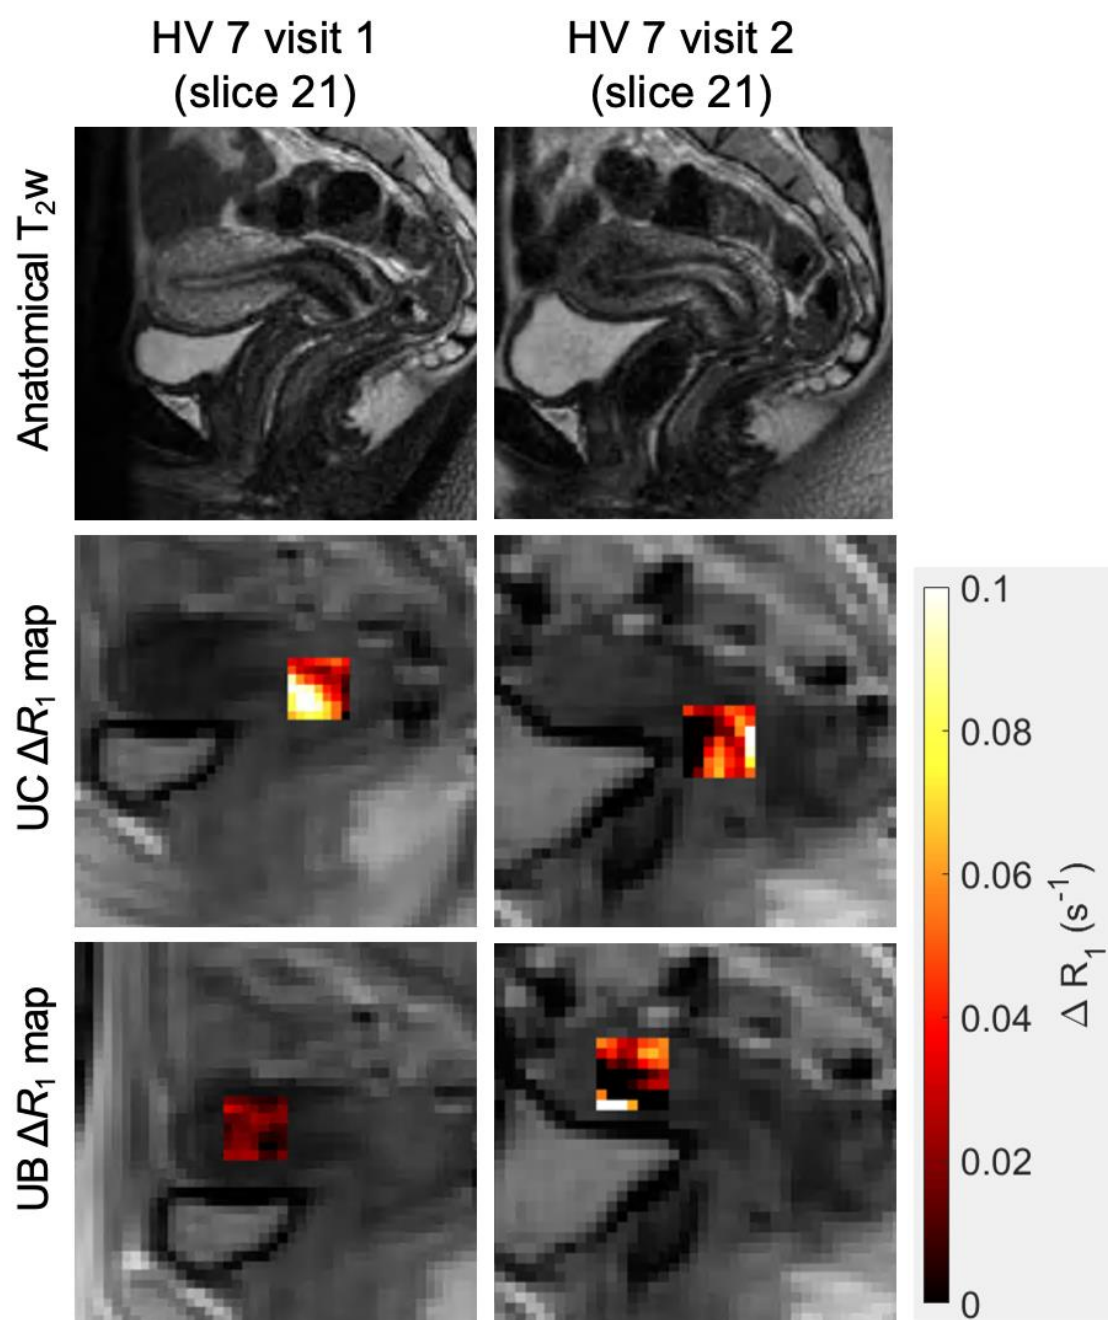 HV 7 visit 1
(slice 21)
HV 7 visit 2
(slice 21)
Anatomical T₂w
UC ΔR₁ map
UB ΔR₁ map
0.1
0.08
0.06
0.04
0.02
0
Δ R₁ (s⁻¹)